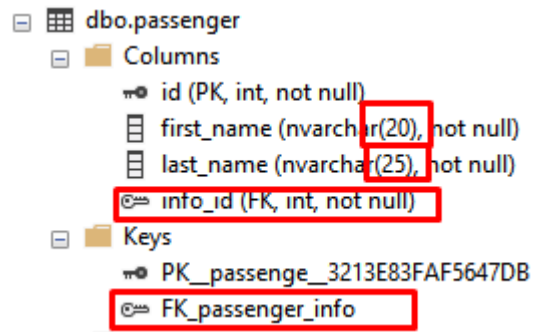 dbo.passenger
Columns
id (PK, int, not null)
first_name (nvarchar(20), not null)
last_name (nvarchar(25), not null)
info_id (FK, int, not null)
Keys
PK__passenge__3213E83FAF5647DB
FK_passenger_info